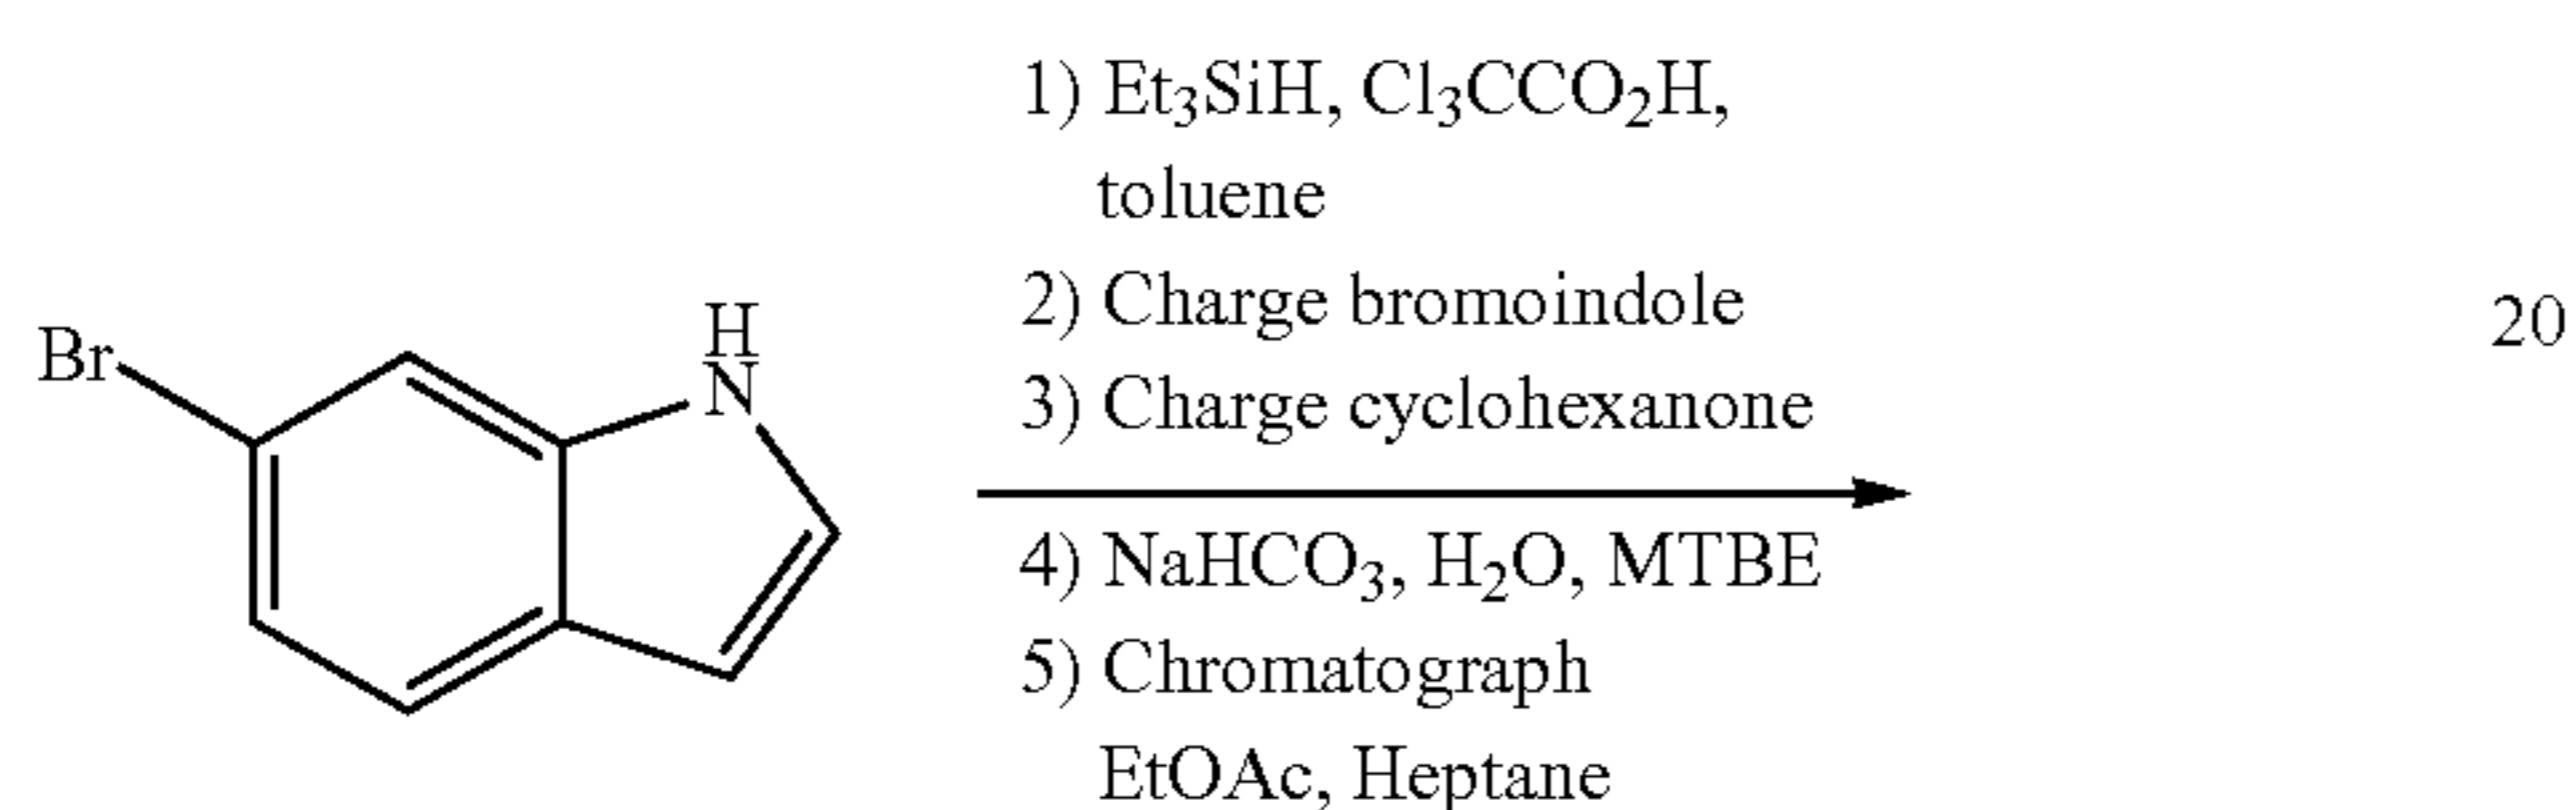 1) Et₃SiH, Cl₃CCO₂H,
toluene
2) Charge bromoindole
3) Charge cyclohexanone
4) NaHCO₃, H₂O, MTBE
5) Chromatograph
EtOAc, Heptane
Br
H
N
20